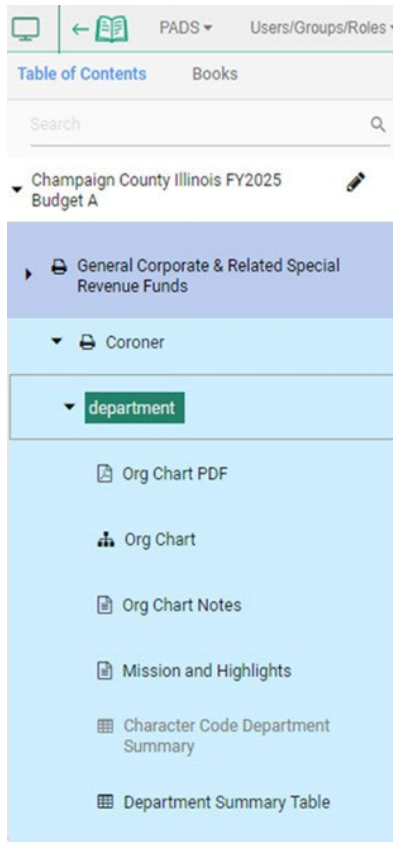 PADS Users/Groups/Roles
Table of Contents Books
Search
Champaign County Illinois FY2025
Budget A
General Corporate & Related Special
Revenue Funds
Coroner
department
Org Chart PDF
Org Chart
Org Chart Notes
Mission and Highlights
Character Code Department
Summary
Department Summary Table